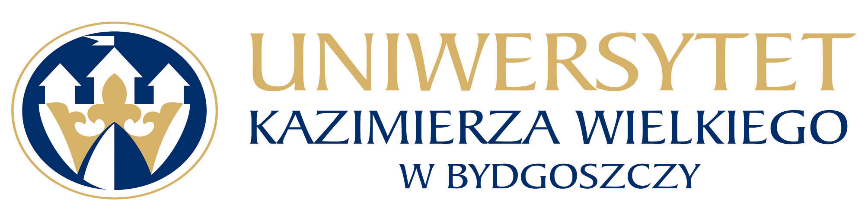 UNIWERSYTET
KAZIMIERZA WIELKIEGO
W BYDGOSZCZY